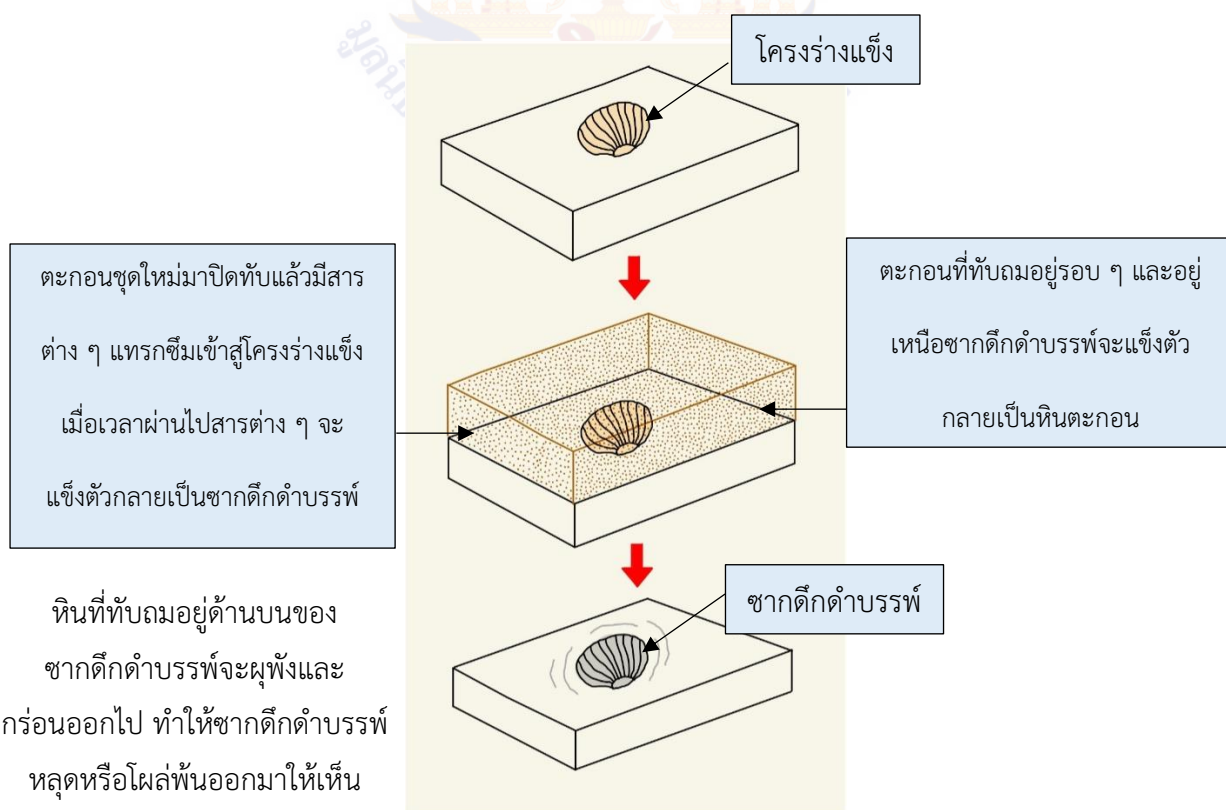 โครงร่างแข็ง
ตะกอนชุดใหม่มาปิดทับแล้วมีสาร
ต่าง ๆ แทรกซึมเข้าสู่โครงร่างแข็ง
เมื่อเวลาผ่านไปสารต่าง ๆ จะ
แข็งตัวกลายเป็นซากดึกดำบรรพ์
ตะกอนที่ทับถมอยู่รอบ ๆ และอยู่
เหนือซากดึกดำบรรพ์จะแข็งตัว
กลายเป็นหินตะกอน
ซากดึกดำบรรพ์
หินที่ทับถมอยู่ด้านบนของ
ซากดึกดำบรรพ์จะผุพังและ
กร่อนออกไป ทำให้ซากดึกดำบรรพ์
หลุดหรือโผล่พ้นออกมาให้เห็น